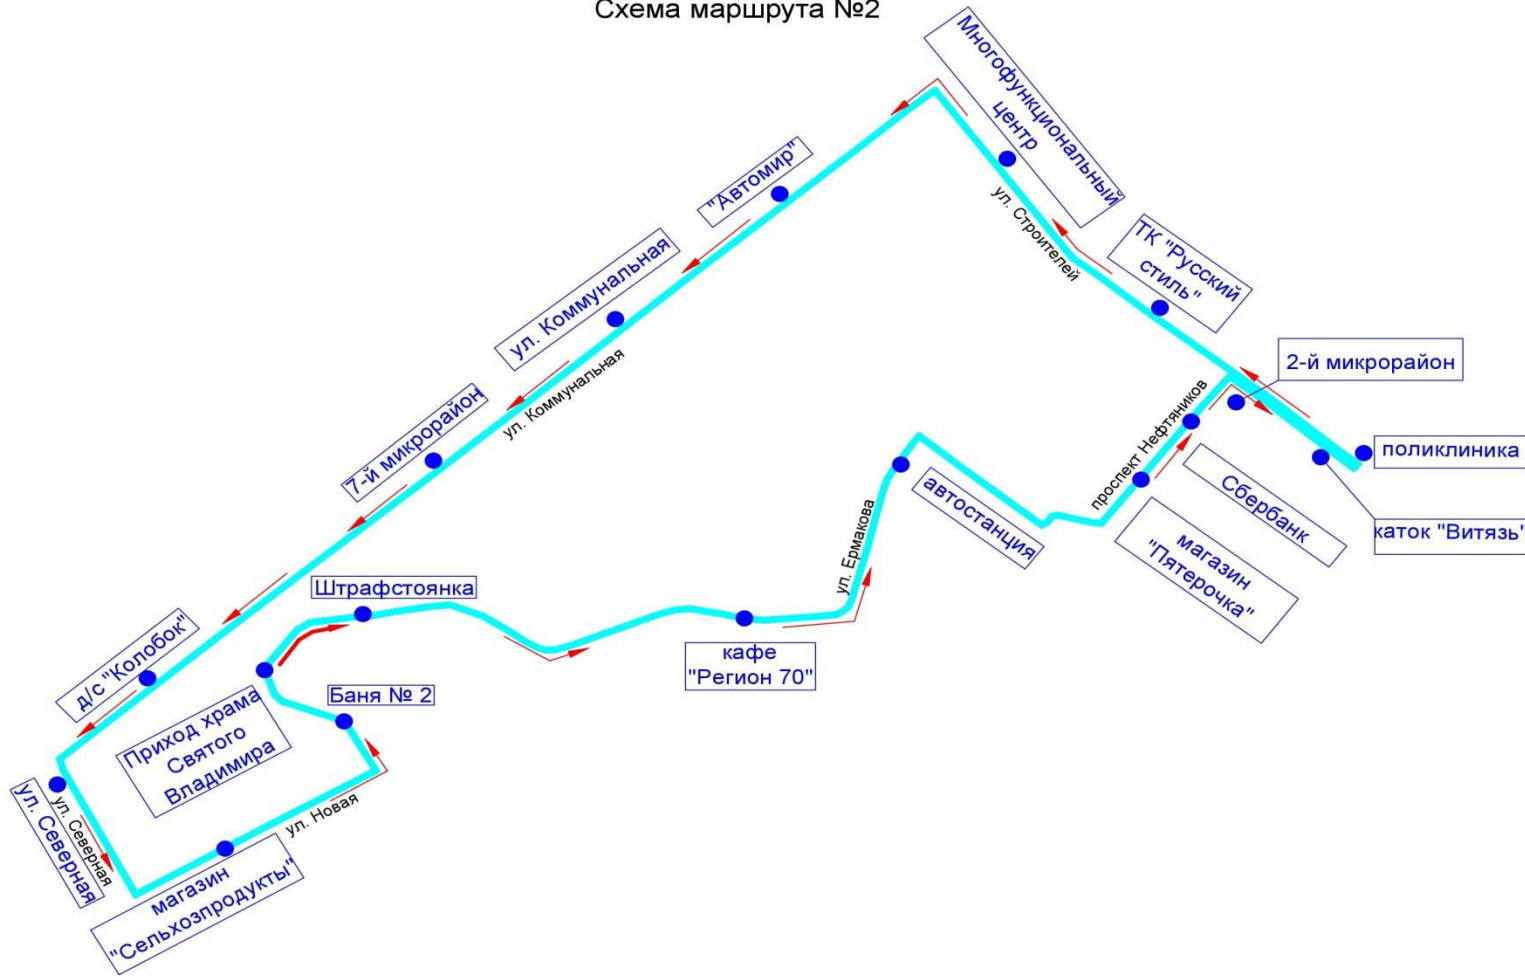 Схема маршрута №2
Многофункциональный
центр
"Автомир"
ул. Строителей
ТК "Русский
стиль"
ул. Коммунальная
ул. Коммунальная
2-й микрорайон
7-й микрорайон
проспект Нефтяников
поликлиника
Сбербанк
каток "Витязь"
автостанция
магазин
"Пятерочка"
ул. Ермакова
Штрафстоянка
кафе
"Регион 70"
д/с "Колобок"
Баня № 2
Приход храма
Святого
Владимира
ул. Северная
ул. Северная
ул. Новая
магазин
"Сельхозпродукты"